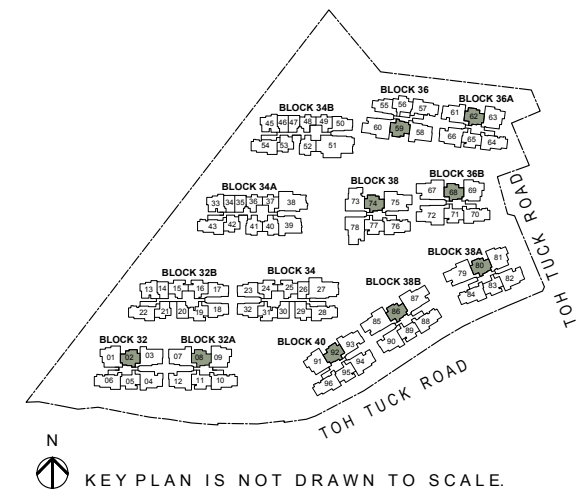 BLOCK 36
BLOCK 36A
55 56 57
60 59 58
61 62 63
66 65 64
BLOCK 34B
45 46 47 48 49 50
54 53 52 51
BLOCK 34A
33 34 35 36 37 38
43 42 41 40 39
BLOCK 38
73 74 75
78 77 76
BLOCK 36B
67 68 69
72 71 70
BLOCK 38A
79 80 81
84 83 82
TOH TUCK ROAD
BLOCK 32B
13 14 15 16 17
22 21 20 19 18
BLOCK 34
23 24 25 26 27
32 31 30 29 28
BLOCK 38B
85 86 87
90 89 88
BLOCK 32
01 02 03
06 05 04
BLOCK 32A
07 08 09
12 11 10
BLOCK 40
91 92 93
96 95 94
TOH TUCK ROAD
N
KEY PLAN IS NOT DRAWN TO SCALE.